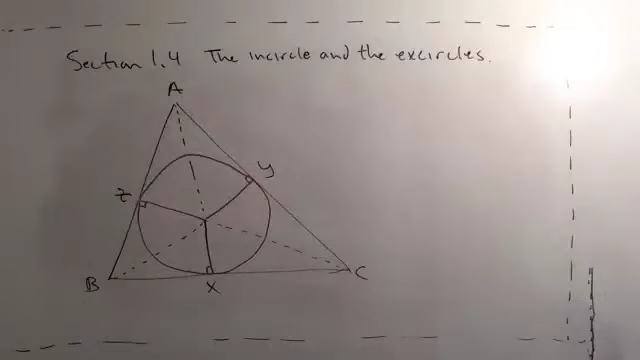 Section 1.4 The incircle and the excircles.
A
y
z
B
x
C